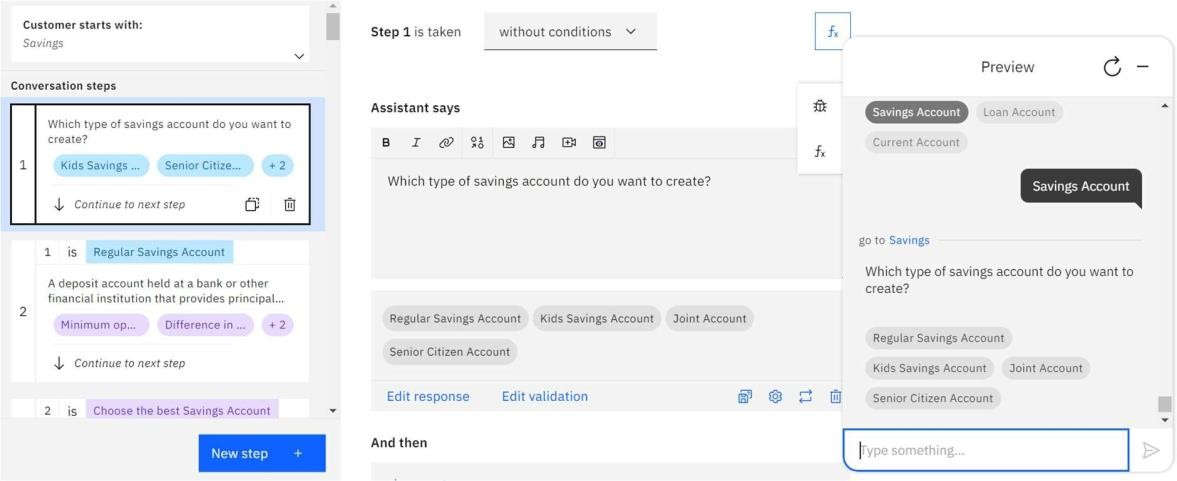 Customer starts with:
Savings
Conversation steps
1
Which type of savings account do you want to
create?
Kids Savings ... Senior Citize... + 2
Continue to next step
1 is Regular Savings Account
2
A deposit account held at a bank or other
financial institution that provides principal...
Minimum op... Difference in ... + 2
Continue to next step
2 is Choose the best Savings Account
New step +
Step 1 is taken without conditions
fx
Assistant says
B I
Which type of savings account do you want to create?
Regular Savings Account Kids Savings Account Joint Account
Senior Citizen Account
Edit response Edit validation
And then
fx
Preview
Savings Account Loan Account
Current Account
Savings Account
go to Savings
Which type of savings account do you want to
create?
Regular Savings Account
Kids Savings Account Joint Account
Senior Citizen Account
Type something...